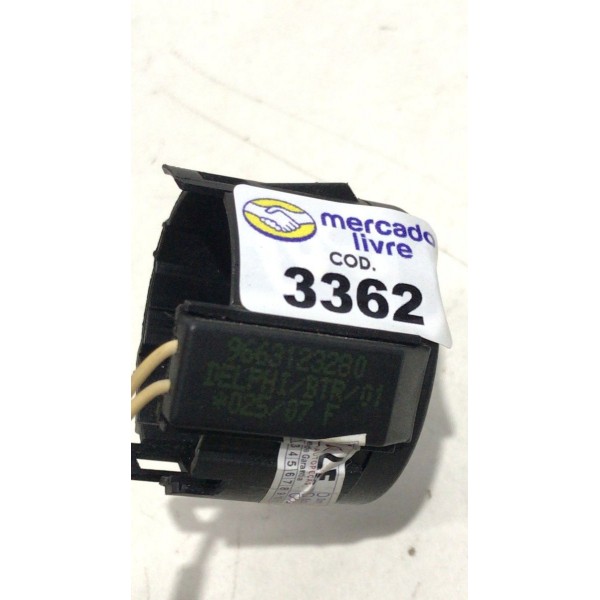 mercado
livre
COD.
3362
9663123280
DELPHI/BTR/01
*025/07 F